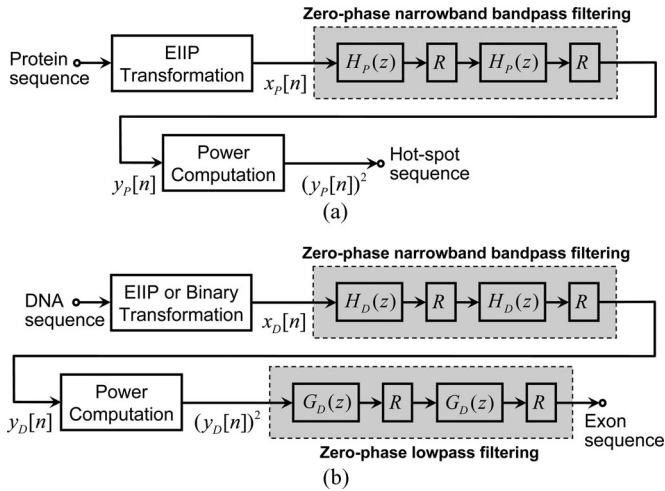 Zero-phase narrowband bandpass filtering
Protein sequence
EIIP Transformation
x_P[n]
H_P(z)
R
H_P(z)
R
y_P[n]
Power Computation
(y_P[n])²
Hot-spot sequence
(a)
Zero-phase narrowband bandpass filtering
DNA sequence
EIIP or Binary Transformation
x_D[n]
H_D(z)
R
H_D(z)
R
y_D[n]
Power Computation
(y_D[n])²
G_D(z)
R
G_D(z)
R
Exon sequence
Zero-phase lowpass filtering
(b)